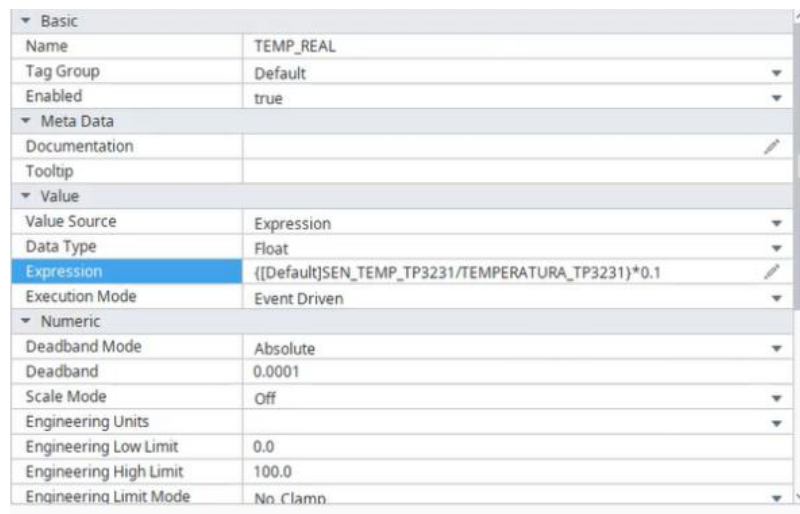 Basic
Name TEMP_REAL
Tag Group Default
Enabled true
Meta Data
Documentation
Tooltip
Value
Value Source Expression
Data Type Float
Expression {[Default]SEN_TEMP_TP3231/TEMPERATURA_TP3231}*0.1
Execution Mode Event Driven
Numeric
Deadband Mode Absolute
Deadband 0.0001
Scale Mode Off
Engineering Units
Engineering Low Limit 0.0
Engineering High Limit 100.0
Engineering Limit Mode No_Clamp